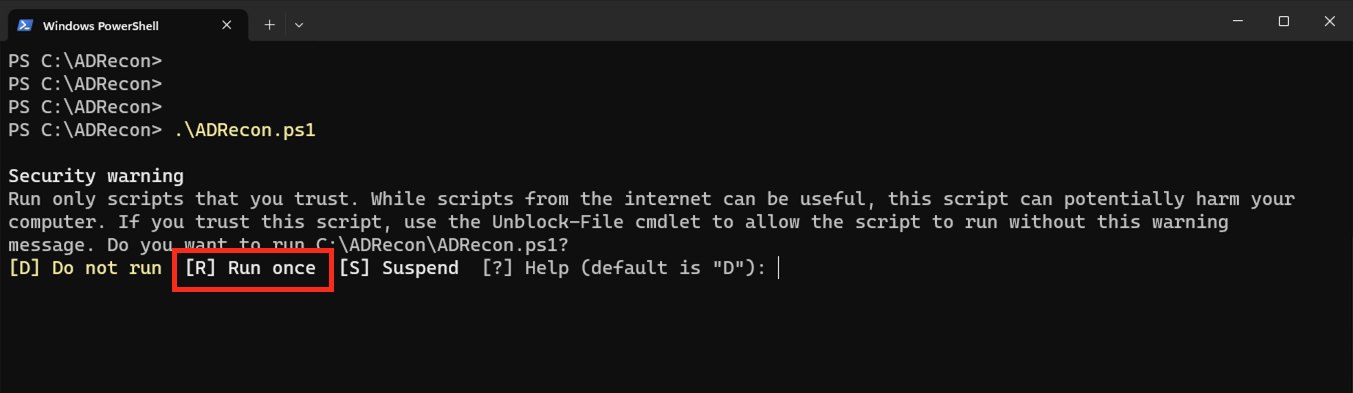 Windows PowerShell
PS C:\ADRecon>
PS C:\ADRecon>
PS C:\ADRecon>
PS C:\ADRecon> .\ADRecon.ps1
Security warning
Run only scripts that you trust. While scripts from the internet can be useful, this script can potentially harm your
computer. If you trust this script, use the Unblock-File cmdlet to allow the script to run without this warning
message. Do you want to run C:\ADRecon\ADRecon.ps1?
[D] Do not run [R] Run once [S] Suspend [?] Help (default is "D"):